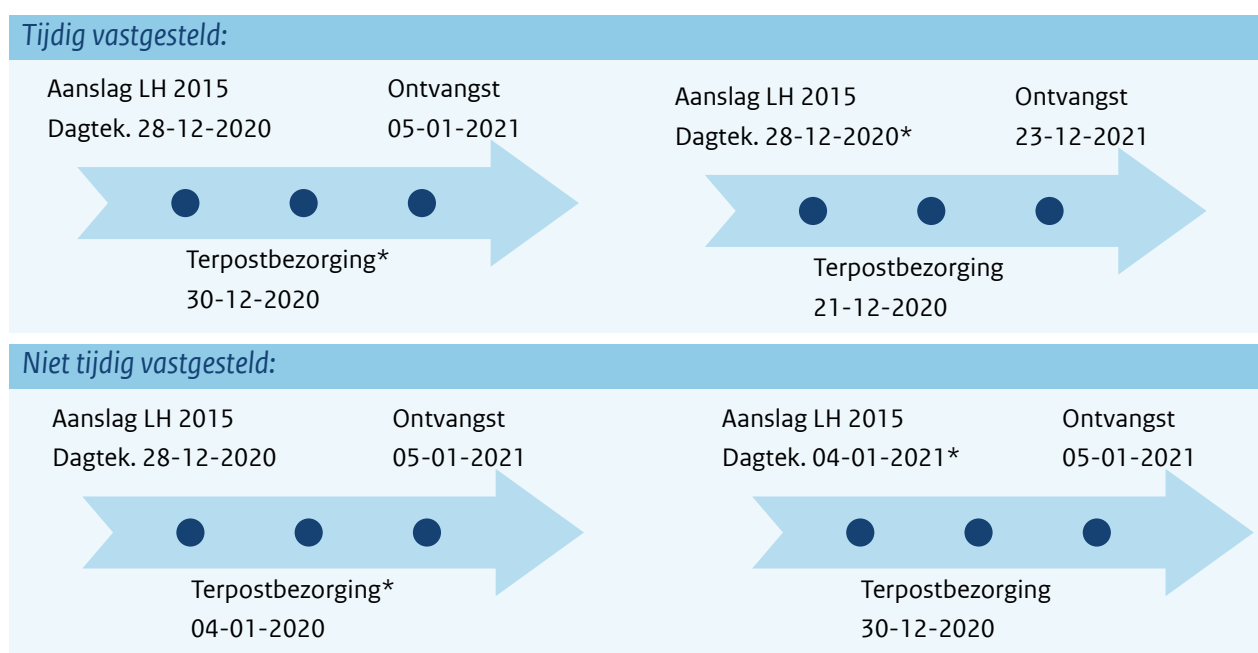 Tijdig vastgesteld:
Aanslag LH 2015
Dagtek. 28-12-2020
Ontvangst
05-01-2021
Terpostbezorging*
30-12-2020
Aanslag LH 2015
Dagtek. 28-12-2020*
Ontvangst
23-12-2021
Terpostbezorging
21-12-2020
Niet tijdig vastgesteld:
Aanslag LH 2015
Dagtek. 28-12-2020
Ontvangst
05-01-2021
Terpostbezorging*
04-01-2020
Aanslag LH 2015
Dagtek. 04-01-2021*
Ontvangst
05-01-2021
Terpostbezorging
30-12-2020